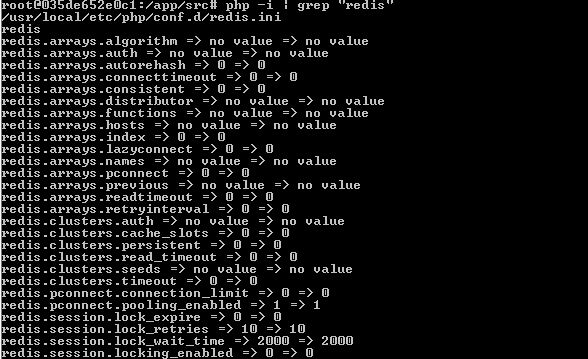 root@035de652e0c1:/app/src# php -i | grep "redis"
/usr/local/etc/php/conf.d/redis.ini
redis
redis.arrays.algorithm => no value => no value
redis.arrays.auth => no value => no value
redis.arrays.autorehash => 0 => 0
redis.arrays.connecttimeout => 0 => 0
redis.arrays.consistent => 0 => 0
redis.arrays.distributor => no value => no value
redis.arrays.functions => no value => no value
redis.arrays.hosts => no value => no value
redis.arrays.index => 0 => 0
redis.arrays.lazyconnect => 0 => 0
redis.arrays.names => no value => no value
redis.arrays.pconnect => 0 => 0
redis.arrays.previous => no value => no value
redis.arrays.readtimeout => 0 => 0
redis.arrays.retryinterval => 0 => 0
redis.clusters.auth => no value => no value
redis.clusters.cache_slots => 0 => 0
redis.clusters.persistent => 0 => 0
redis.clusters.read_timeout => 0 => 0
redis.clusters.seeds => no value => no value
redis.clusters.timeout => 0 => 0
redis.pconnect.connection_limit => 0 => 0
redis.pconnect.pooling_enabled => 1 => 1
redis.session.lock_expire => 0 => 0
redis.session.lock_retries => 10 => 10
redis.session.lock_wait_time => 2000 => 2000
redis.session.locking_enabled => 0 => 0